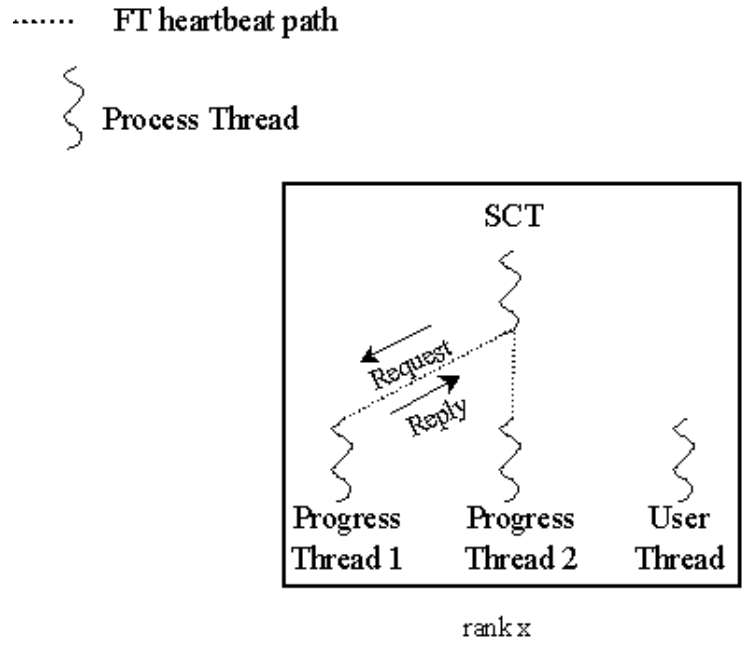 FT heartbeat path
Process Thread
SCT
Request
Reply
Progress Progress User
Thread 1 Thread 2 Thread
rank x